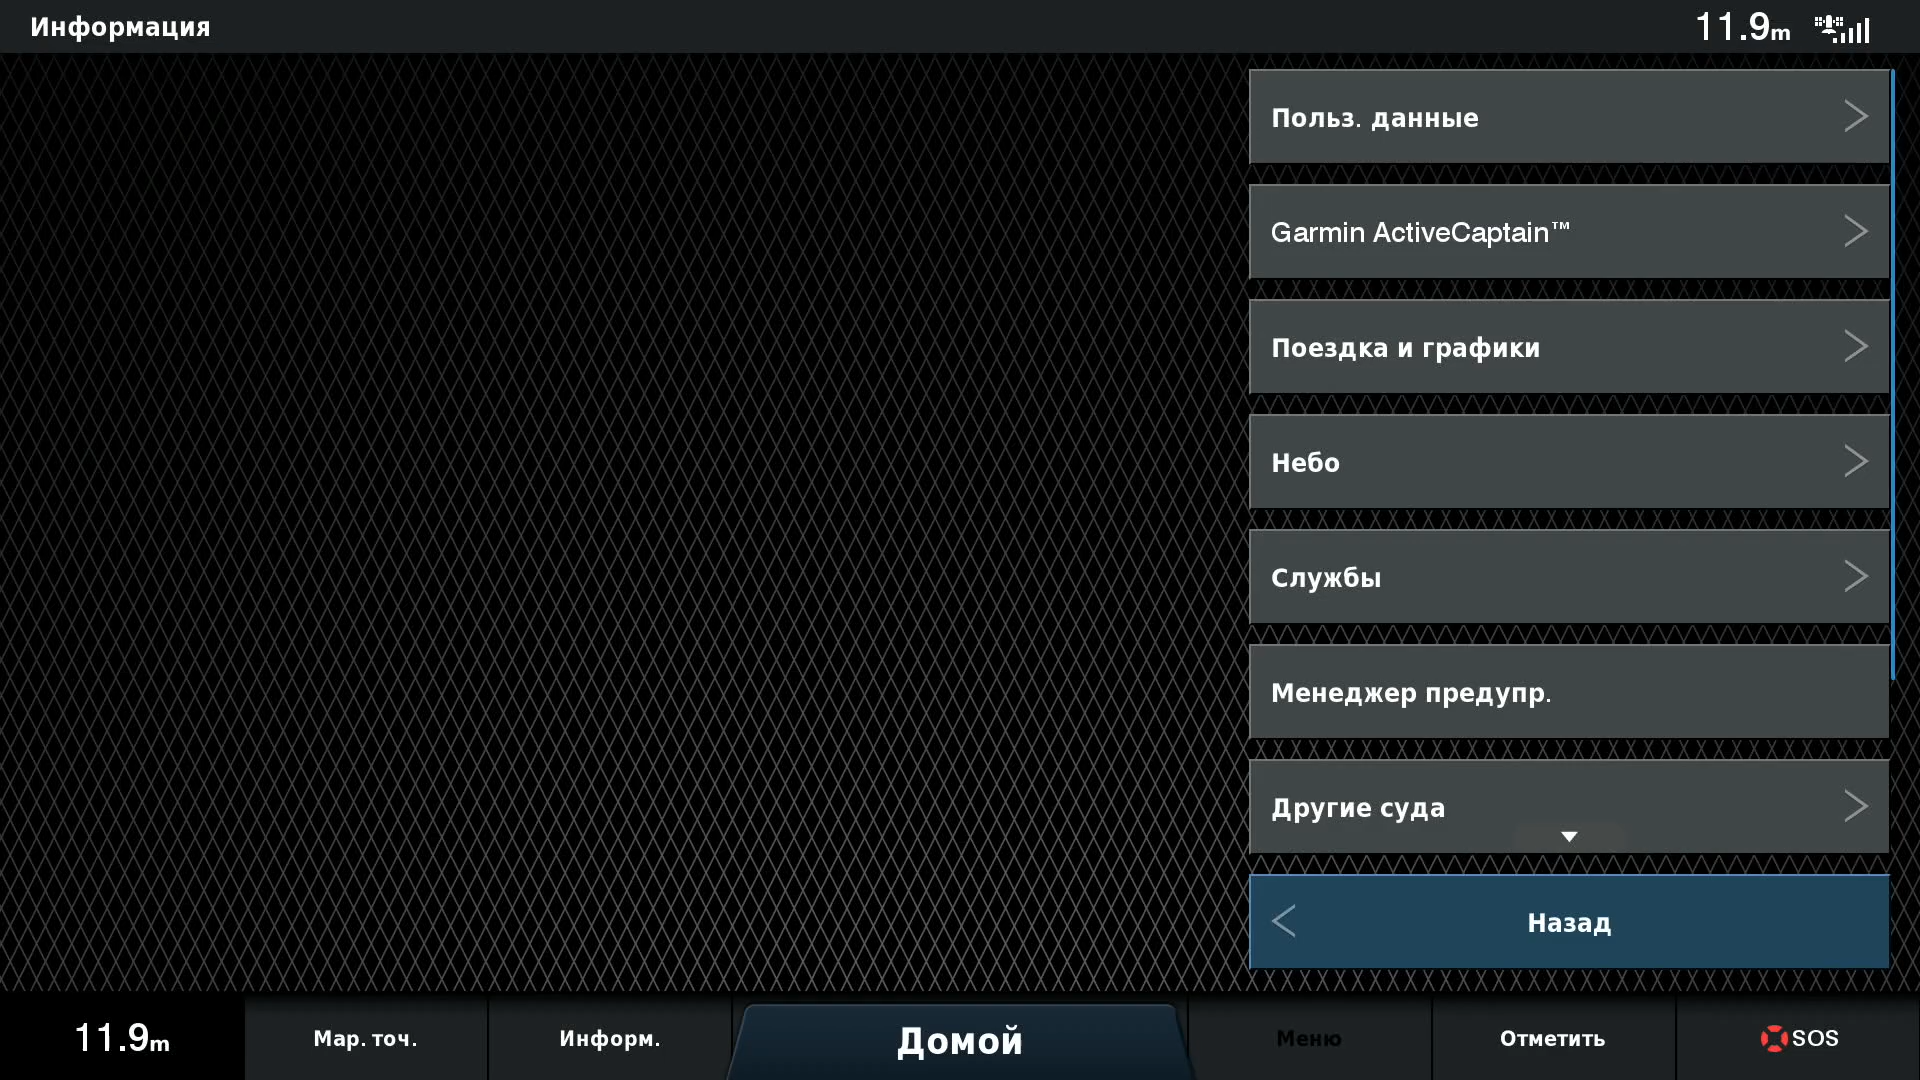 Информация
11.9m
Польз. данные
Garmin ActiveCaptain™
Поездка и графики
Небо
Службы
Менеджер предупр.
Другие суда
Назад
11.9m
Мар. точ.
Информ.
Домой
Меню
Отметить
SOS